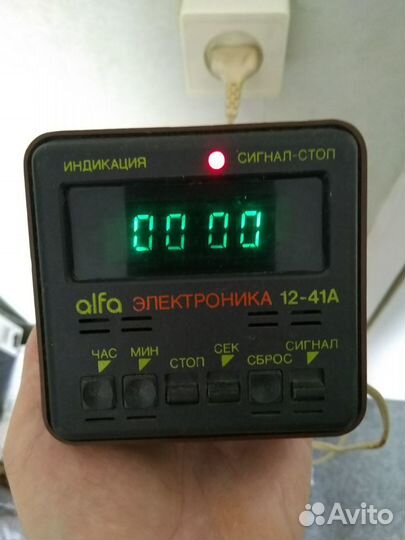 ИНДИКАЦИЯ СИГНАЛ-СТОП
00 00
alfa ЭЛЕКТРОНИКА 12-41А
ЧАС МИН СТОП СЕК СБРОС СИГНАЛ
Avito